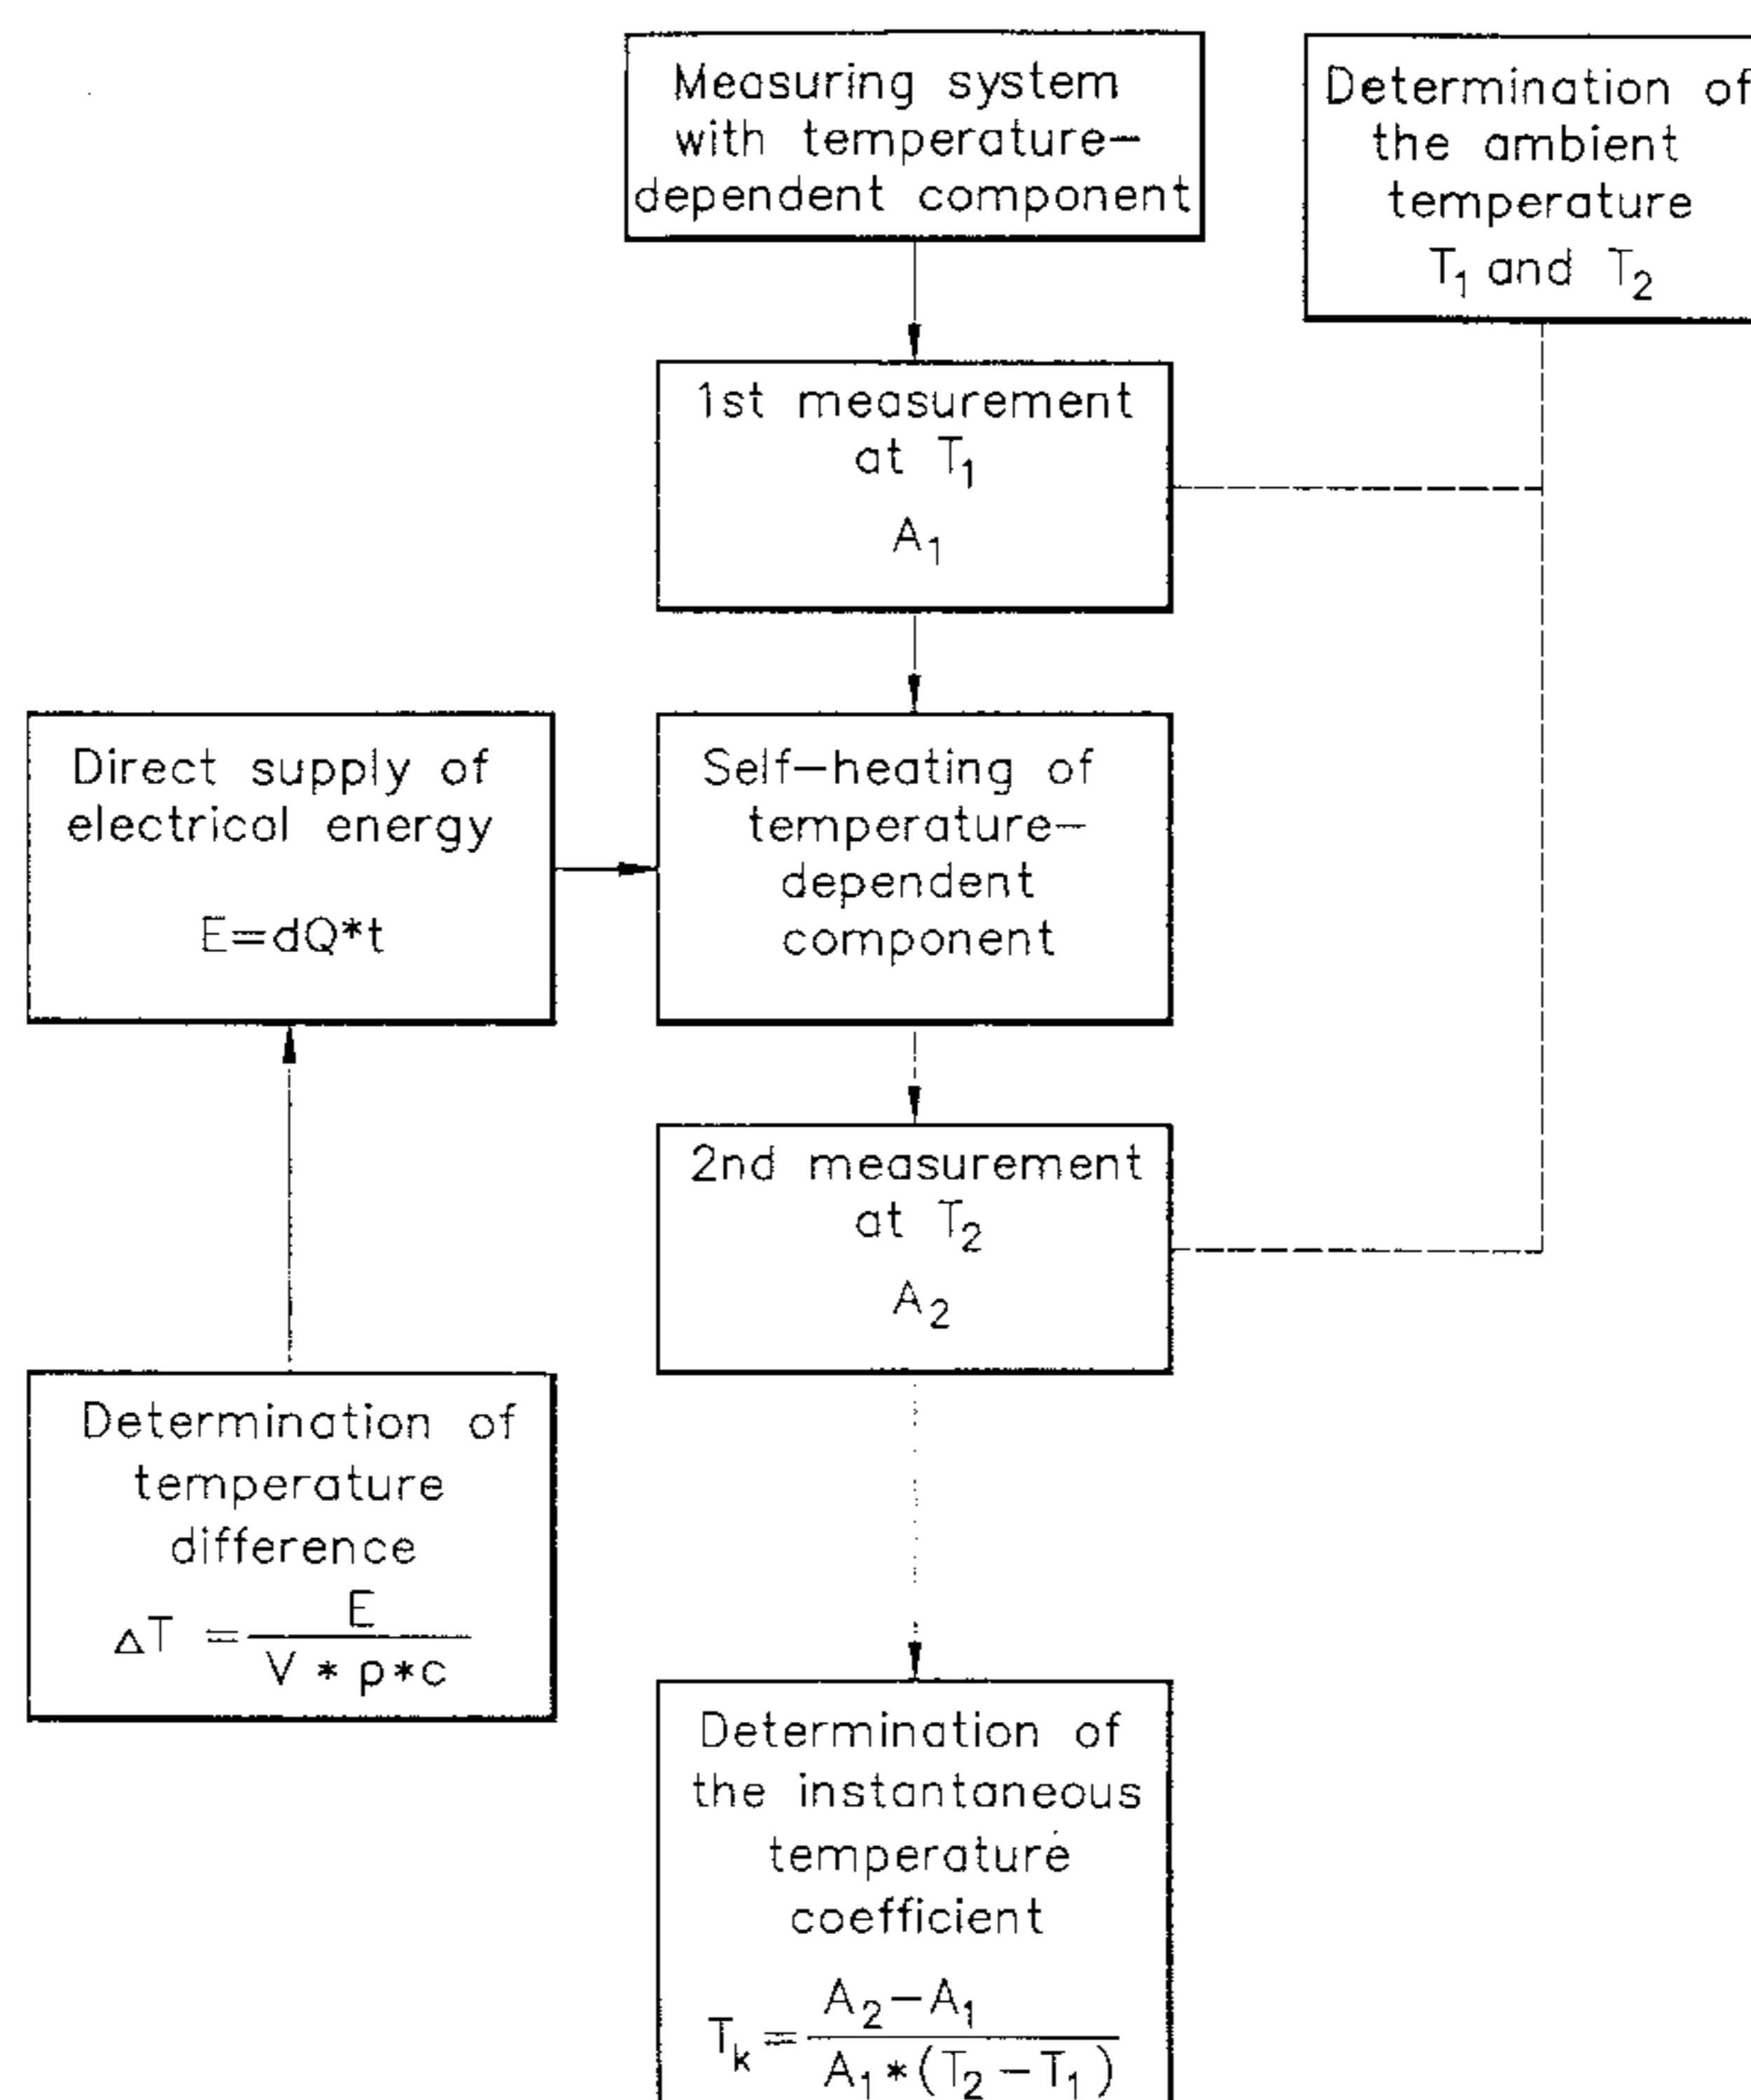 Measuring system
with temperature-
dependent component
Determination of
the ambient
temperature
T₁ and T₂
1st measurement
at T₁
A₁
Direct supply of
electrical energy
E=dQ*t
Self-heating of
temperature-
dependent
component
2nd measurement
at T₂
A₂
Determination of
temperature
difference
ΔT = E / V * p*c
Determination of
the instantaneous
temperature
coefficient
Tₖ = A₂-A₁ / A₁*(T₂-T₁)